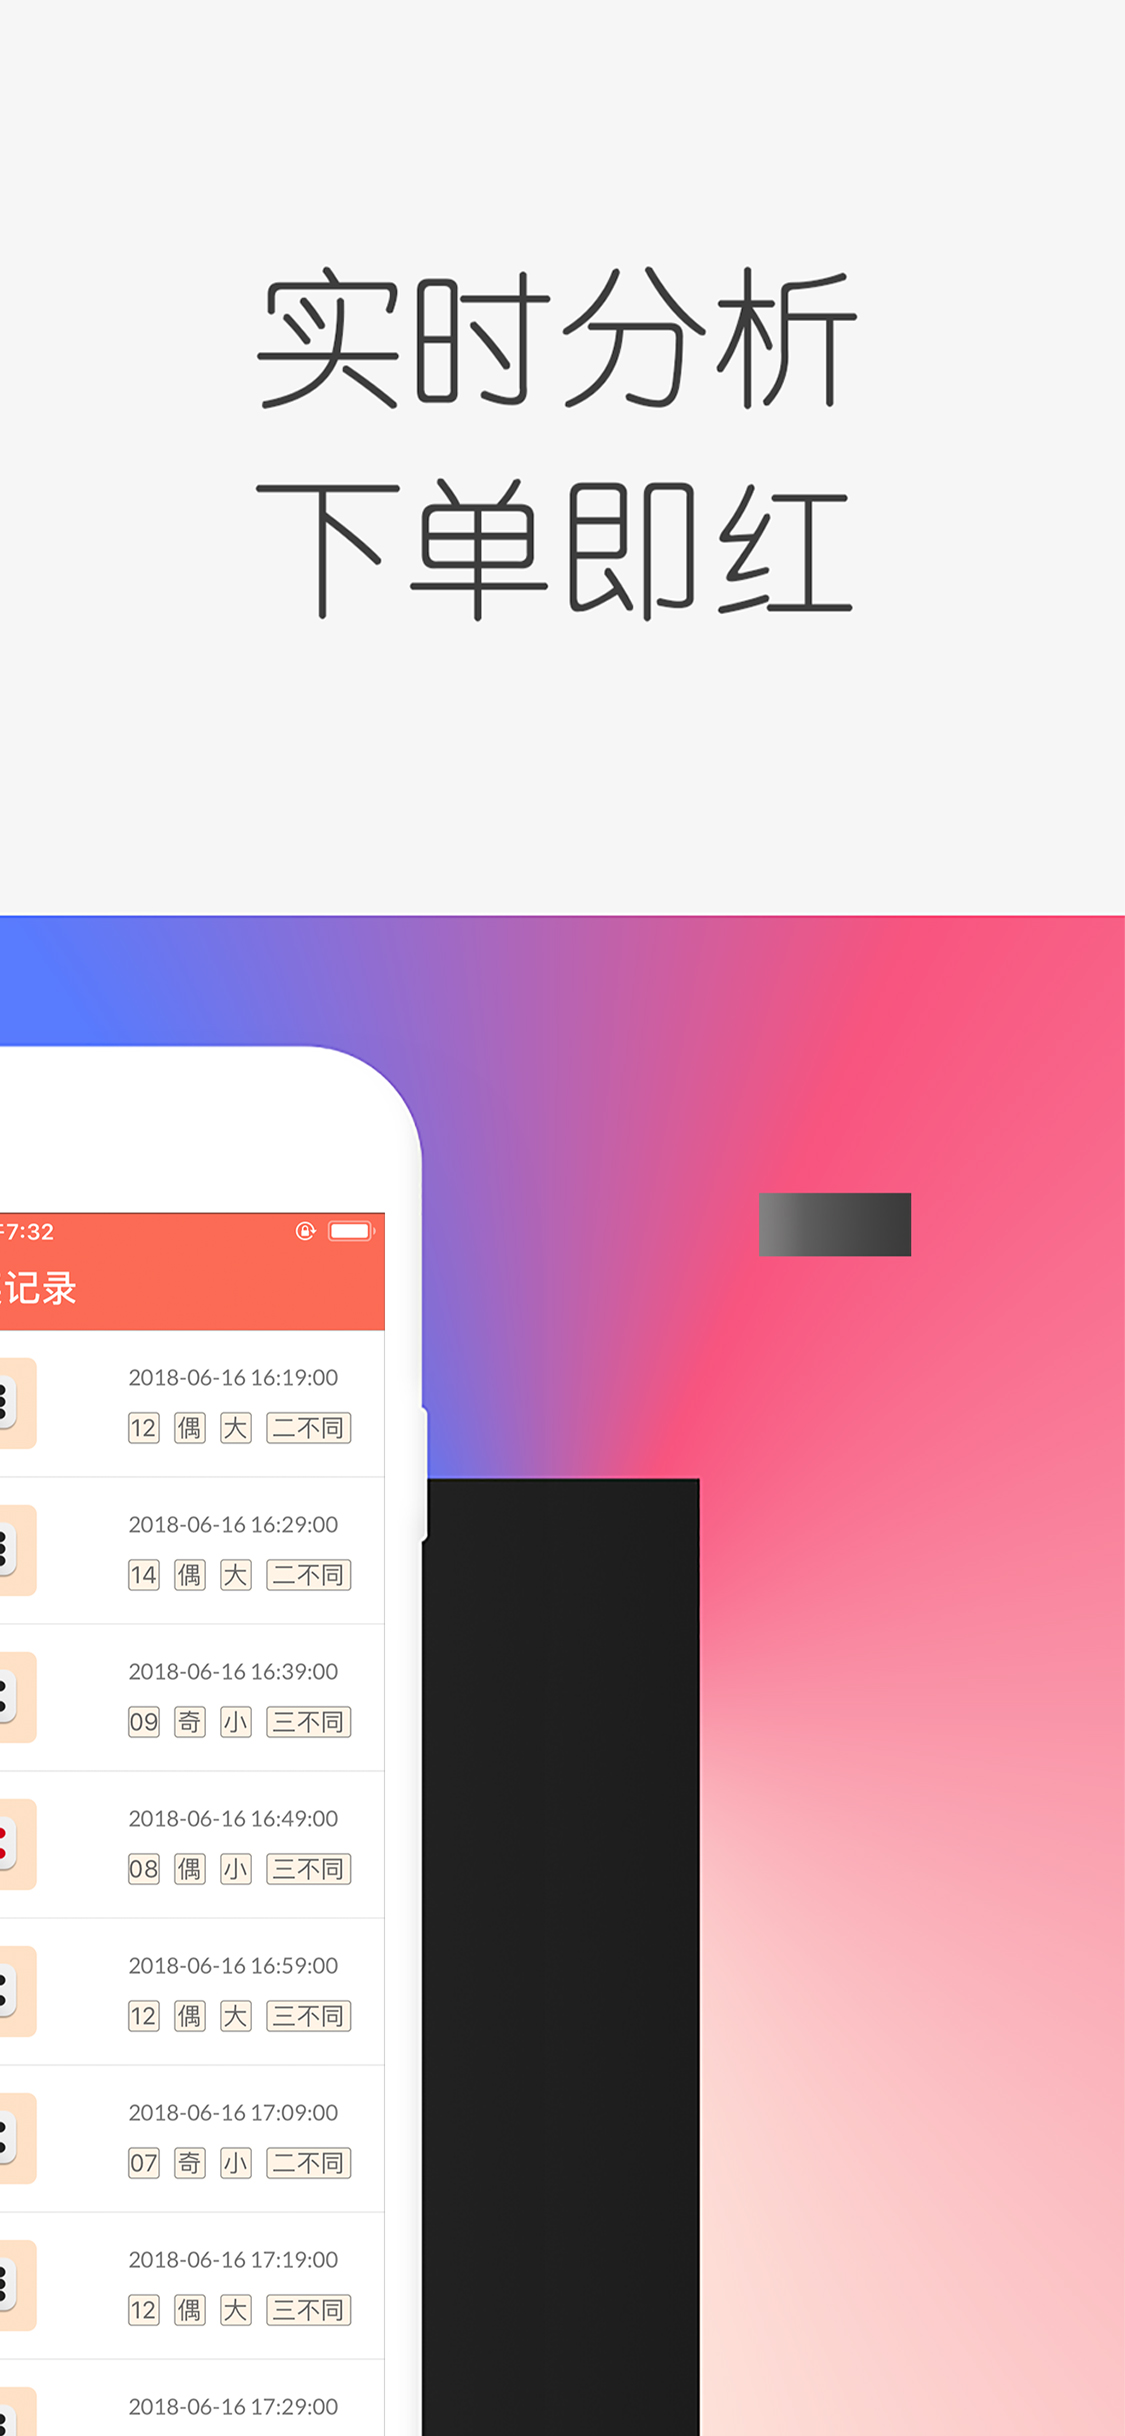 实时分析
下单即红
7:32
记录
2018-06-16 16:19:00
12 偶 大 二不同
2018-06-16 16:29:00
14 偶 大 二不同
2018-06-16 16:39:00
09 奇 小 三不同
2018-06-16 16:49:00
08 偶 小 三不同
2018-06-16 16:59:00
12 偶 大 三不同
2018-06-16 17:09:00
07 奇 小 二不同
2018-06-16 17:19:00
12 偶 大 三不同
2018-06-16 17:29:00